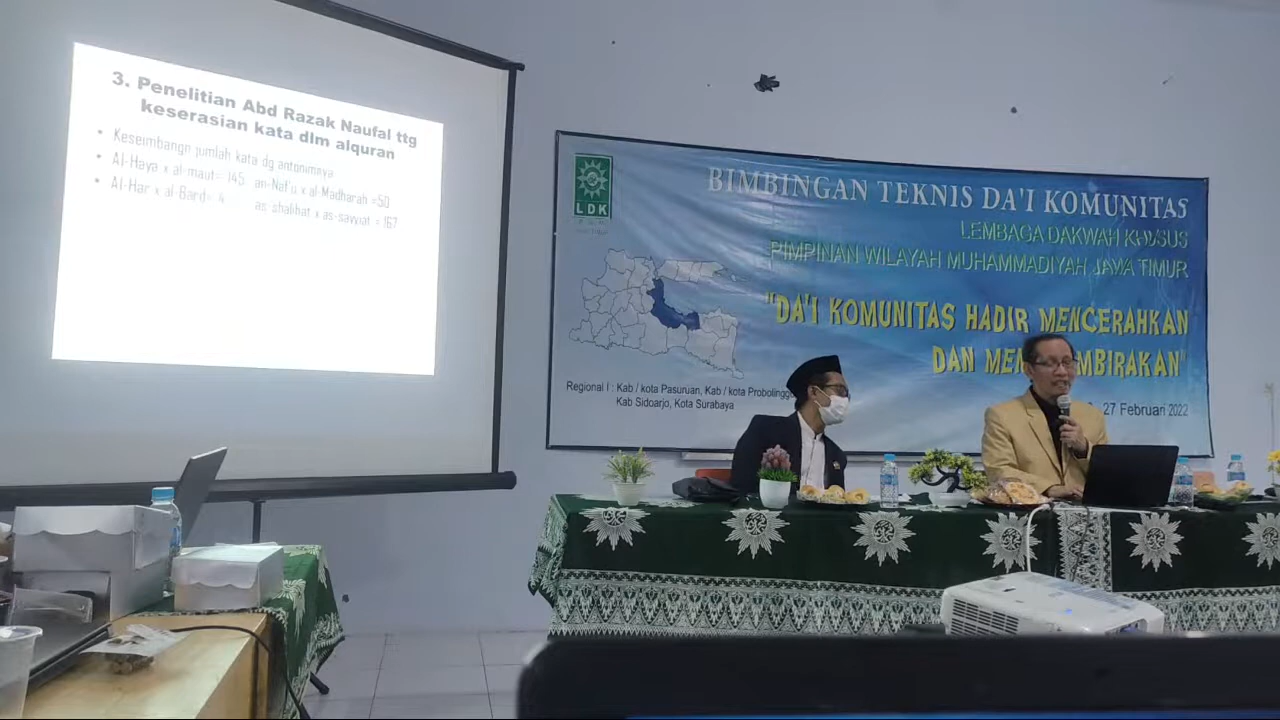 3. Penelitian Abd Razak Naufal ttg
keserasian kata dlm alquran
• Keseimbangn jumlah kata dg antonimnya
• Al-Haya x al-maut= 145 an-Naf'u x al-Madharah =50
• Al-Har x al-Bard= 4 as-shalihat x as-sayyiat = 167
LDK
BIMBINGAN TEKNIS DA'I KOMUNITAS
LEMBAGA DAKWAH KHUSUS
PIMPINAN WILAYAH MUHAMMADIYAH JAWA TIMUR
"DA'I KOMUNITAS HADIR MENCERAHKAN
DAN MEN MBIRAKAN"
Regional I : Kab / kota Pasuruan, Kab / kota Probolinggo
Kab Sidoarjo, Kota Surabaya
27 Februari 2022